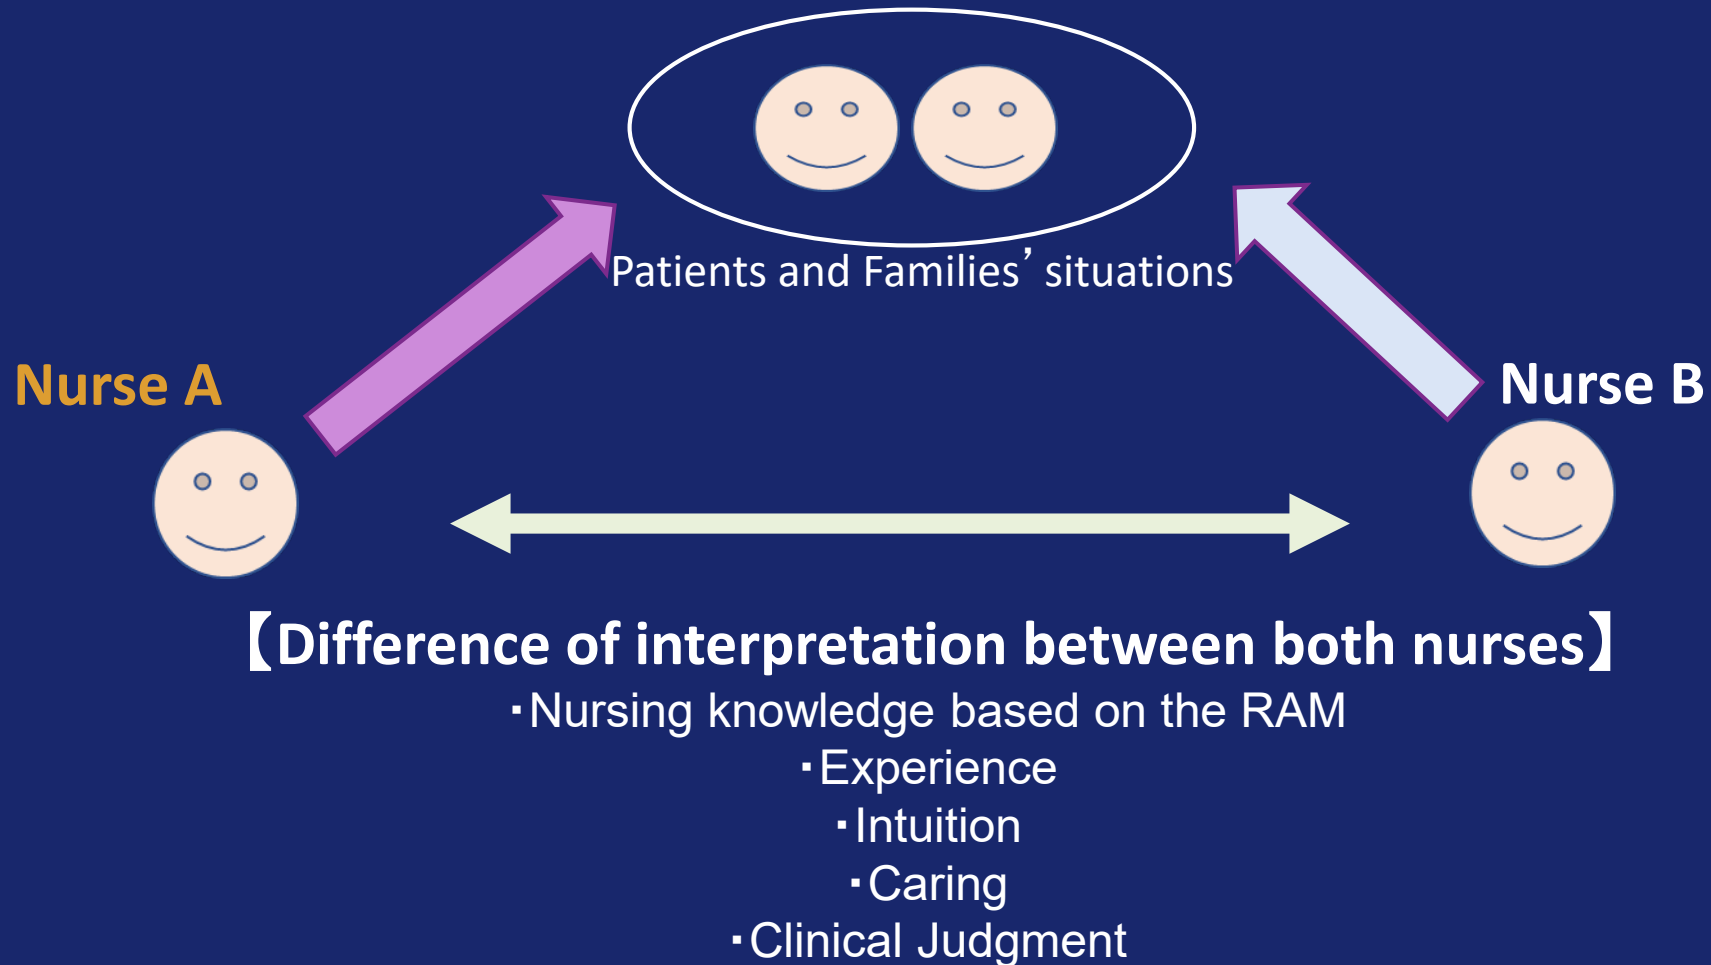 Patients and Families’ situations
Nurse A
Nurse B
【Difference of interpretation between both nurses】
・Nursing knowledge based on the RAM
・Experience
・Intuition
・Caring
・Clinical Judgment